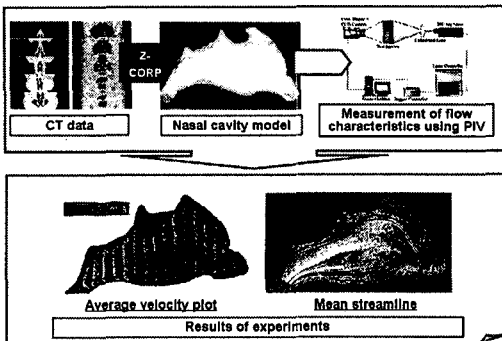 Z-
CORP
CT data
Nasal cavity model
Measurement of flow
characteristics using PIV
Average velocity plot
Mean streamline
Results of experiments